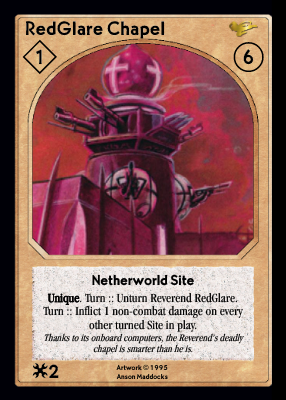 RedGlare Chapel
1
6
Netherworld Site
Unique. Turn :: Unturn Reverend RedGlare.
Turn :: Inflict 1 non-combat damage on every
other turned Site in play.
Thanks to its onboard computers, the Reverend's deadly
chapel is smarter than he is.
2
Artwork © 1995
Anson Maddocks